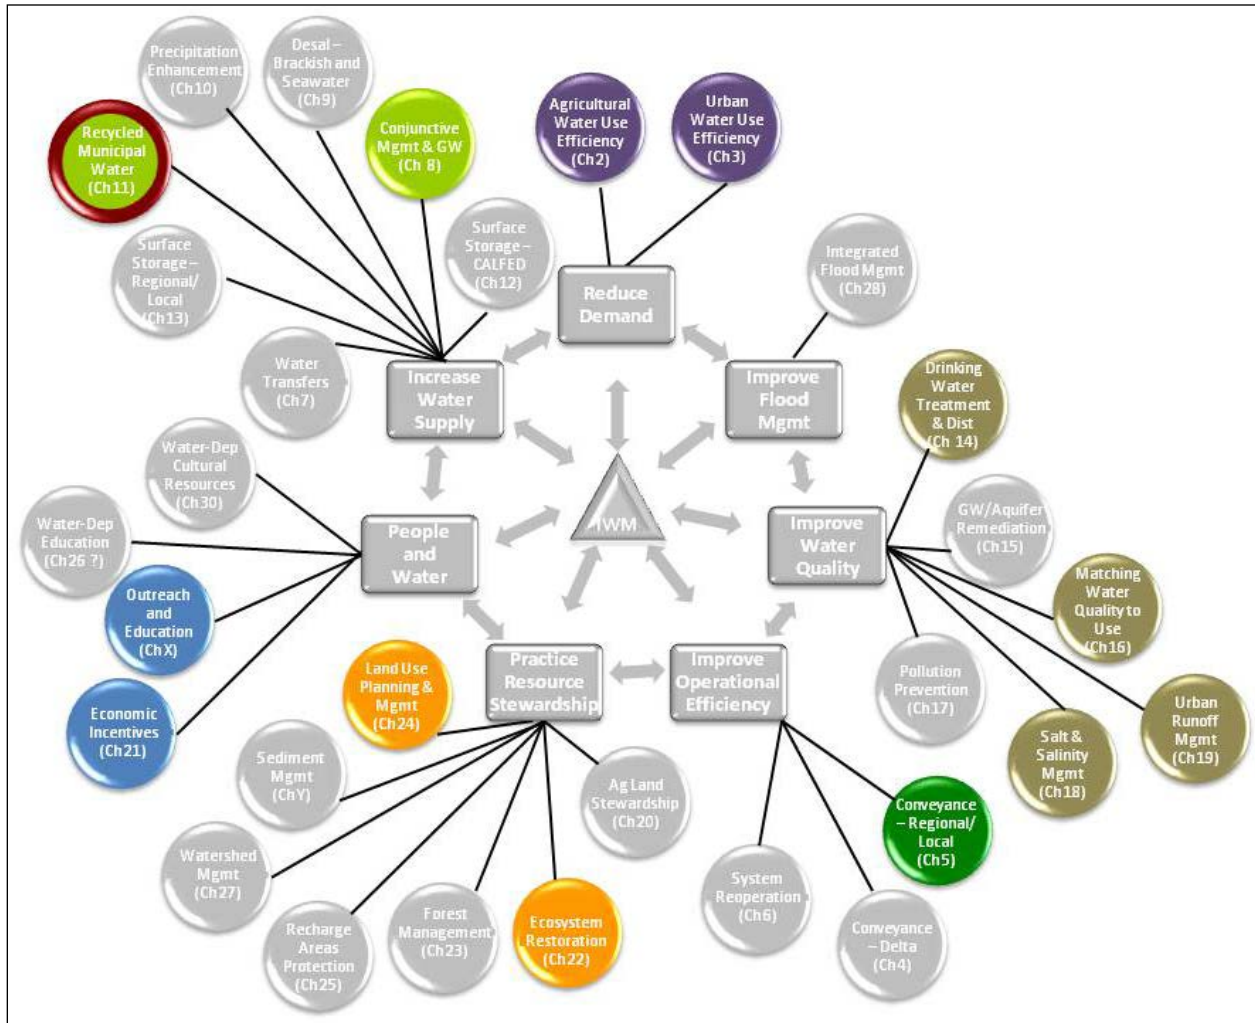 Precipitation
Enhancement
(Ch10)
Desal –
Brackish and
Seawater
(Ch9)
Recycled
Municipal
Water
(Ch11)
Conjunctive
Mgmt & GW
(Ch 8)
Agricultural
Water Use
Efficiency
(Ch2)
Urban
Water Use
Efficiency
(Ch3)
Surface
Storage –
Regional/
Local
(Ch13)
Surface
Storage –
CALFED
(Ch12)
Integrated
Flood Mgmt
(Ch28)
Reduce
Demand
Water
Transfers
(Ch7)
Increase
Water
Supply
Improve
Flood
Mgmt
Drinking
Water
Treatment
& Dist
(Ch 14)
Water-Dep
Cultural
Resources
(Ch30)
Water-Dep
Education
(Ch26 ?)
People
and
Water
IWM
Improve
Water
Quality
GW/Aquifer
Remediation
(Ch15)
Matching
Water
Quality to
Use
(Ch16)
Outreach
and
Education
(ChX)
Economic
Incentives
(Ch21)
Land Use
Planning &
Mgmt
(Ch24)
Practice
Resource
Stewardship
Improve
Operational
Efficiency
Pollution
Prevention
(Ch17)
Urban
Runoff
Mgmt
(Ch19)
Salt &
Salinity
Mgmt
(Ch18)
Sediment
Mgmt
(ChY)
Ag Land
Stewardship
(Ch20)
Conveyance
– Regional/
Local
(Ch5)
Watershed
Mgmt
(Ch27)
Recharge
Areas
Protection
(Ch25)
Forest
Management
(Ch23)
Ecosystem
Restoration
(Ch22)
System
Reoperation
(Ch6)
Conveyance
– Delta
(Ch4)